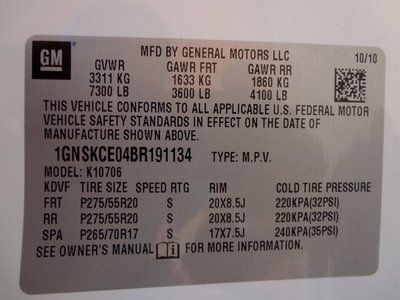 GM
MFD BY GENERAL MOTORS LLC 10/10
GVWR GAWR FRT GAWR RR
3311 KG 1633 KG 1860 KG
7300 LB 3600 LB 4100 LB
THIS VEHICLE CONFORMS TO ALL APPLICABLE U.S. FEDERAL MOTOR
VEHICLE SAFETY STANDARDS IN EFFECT ON THE DATE OF
MANUFACTURE SHOWN ABOVE.
1GNSKCE04BR191134 TYPE: M.P.V.
MODEL: K10706
KDVF TIRE SIZE SPEED RTG RIM COLD TIRE PRESSURE
FRT P275/55R20 S 20X8.5J 220KPA(32PSI)
RR P275/55R20 S 20X8.5J 220KPA(32PSI)
SPA P265/70R17 S 17X7.5J 240KPA(35PSI)
SEE OWNER'S MANUAL FOR MORE INFORMATION.